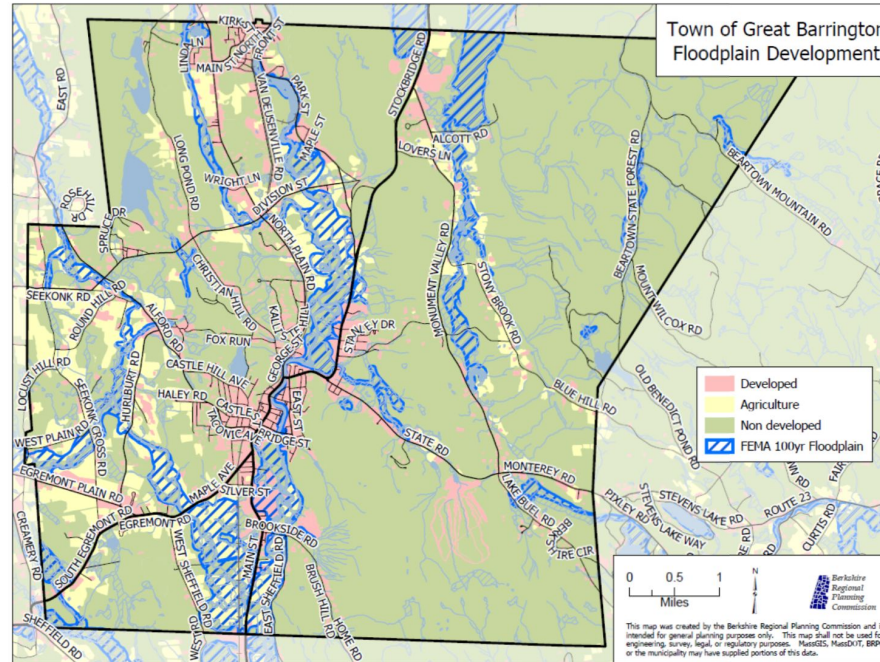 Town of Great Barrington
Floodplain Development
KIRK ST
LINDA LN
MAIN ST
NORTH
FRONT ST
EAST RD
VAN DEUSENVILLE RD
PARK ST
MAPLE ST
STOCKBRIDGE RD
ALCOTT RD
LOVERS LN
LONG POND RD
WRIGHT LN
DIVISION ST
BEARTOWN STATE FOREST RD
BEARTOWN MOUNTAIN RD
ROSEHILL DR
SPRUCE DR
NORTH PLAIN RD
CHRISTIAN HILL RD
MONUMENT VALLEY RD
STONY BROOK RD
MOUNT WILCOX RD
SEEKONK RD
ROUND HILL RD
ALFORD RD
FOX RUN
STANLEY DR
GEORGE ST
LOCUST HILL RD
HURLBURT RD
CASTLE HILL AVE
HALEY RD
CASTLE ST
TACONIC AVE
BRIDGE ST
EAST ST
SEEKONK CROSS RD
WEST PLAIN RD
BLUE HILL RD
OLD BENEDICT POND RD
STATE RD
MONTEREY RD
EGREMONT PLAIN RD
MAPLE AVE
SILVER ST
LAKE BUEL RD
PIXLEY RD
STEVENS LAKE RD
STEVENS LAKE WAY
ROUTE 23
CURTIS RD
CREAMERY RD
SOUTH EGREMONT RD
EGREMONT RD
WEST SHEFFIELD RD
MAIN ST
BROOKSIDE RD
EAST SHEFFIELD RD
BRUSH HILL RD
HOME RD
SHEFFIELD RD
Developed
Agriculture
Non developed
FEMA 100yr Floodplain
0 0.5 1
Miles
N
Berkshire
Regional
Planning
Commission
This map was created by the Berkshire Regional Planning Commission and i
intended for general planning purposes only. This map shall not be used fo
engineering, survey, legal, or regulatory purposes. MassGIS, MassDOT, BRP
or the municipality may have supplied portions of this data.